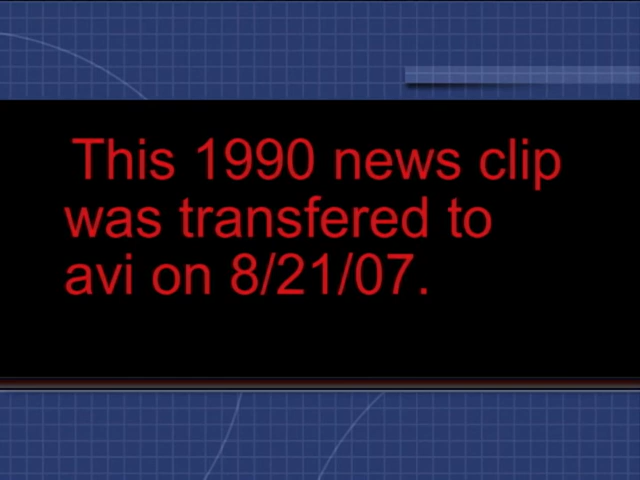 This 1990 news clip
was transfered to
avi on 8/21/07.